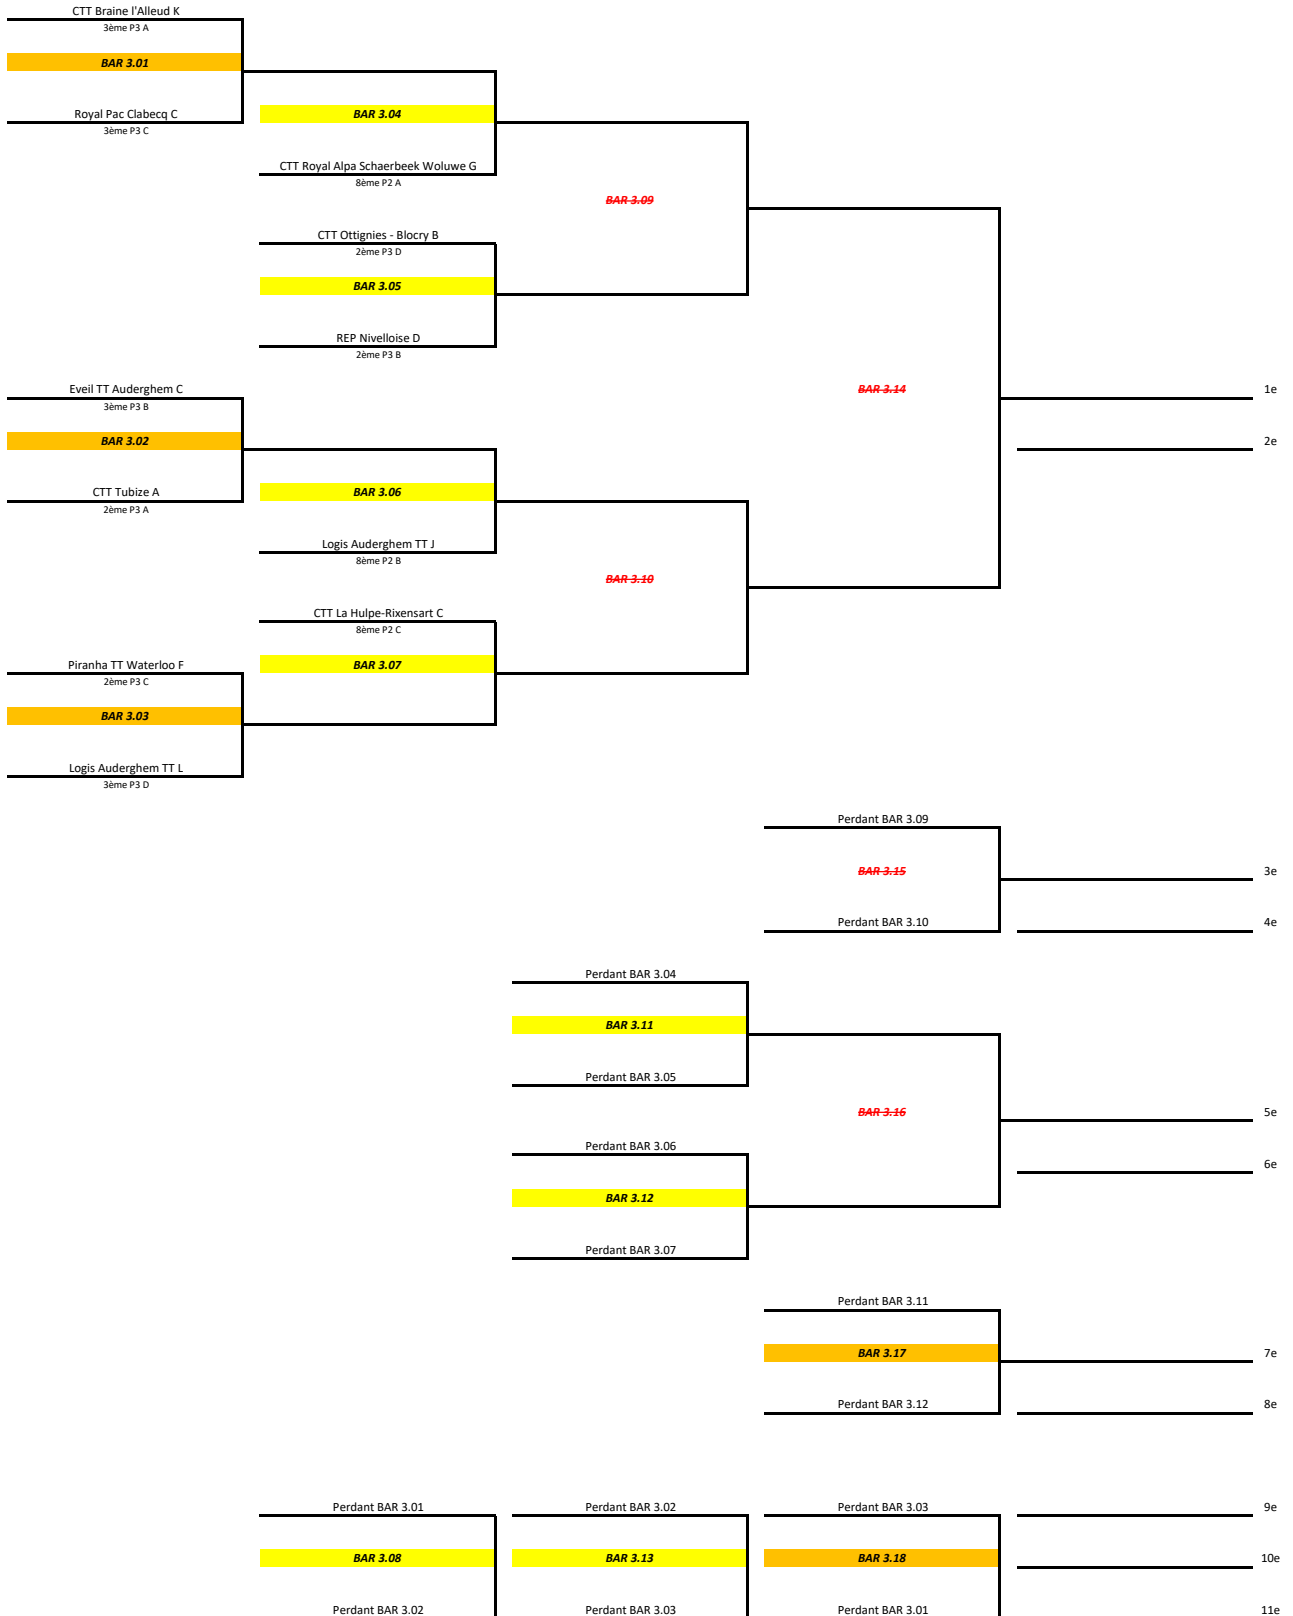 CTT Braine l'Alleud K
3ème P3 A
BAR 3.01
Royal Pac Clabecq C
3ème P3 C
BAR 3.04
CTT Royal Alpa Schaerbeek Woluwe G
8ème P2 A
BAR 3.09
CTT Ottignies - Blocry B
2ème P3 D
BAR 3.05
REP Nivelloise D
2ème P3 B
Eveil TT Auderghem C
3ème P3 B
BAR 3.14
1e
BAR 3.02
2e
CTT Tubize A
2ème P3 A
BAR 3.06
Logis Auderghem TT J
8ème P2 B
BAR 3.10
CTT La Hulpe-Rixensart C
8ème P2 C
BAR 3.07
Piranha TT Waterloo F
2ème P3 C
BAR 3.03
Logis Auderghem TT L
3ème P3 D
Perdant BAR 3.09
BAR 3.15
3e
Perdant BAR 3.10
4e
Perdant BAR 3.04
BAR 3.11
Perdant BAR 3.05
BAR 3.16
5e
Perdant BAR 3.06
6e
BAR 3.12
Perdant BAR 3.07
Perdant BAR 3.11
BAR 3.17
7e
Perdant BAR 3.12
8e
Perdant BAR 3.01
Perdant BAR 3.02
Perdant BAR 3.03
9e
BAR 3.08
BAR 3.13
BAR 3.18
10e
Perdant BAR 3.02
Perdant BAR 3.03
Perdant BAR 3.01
11e